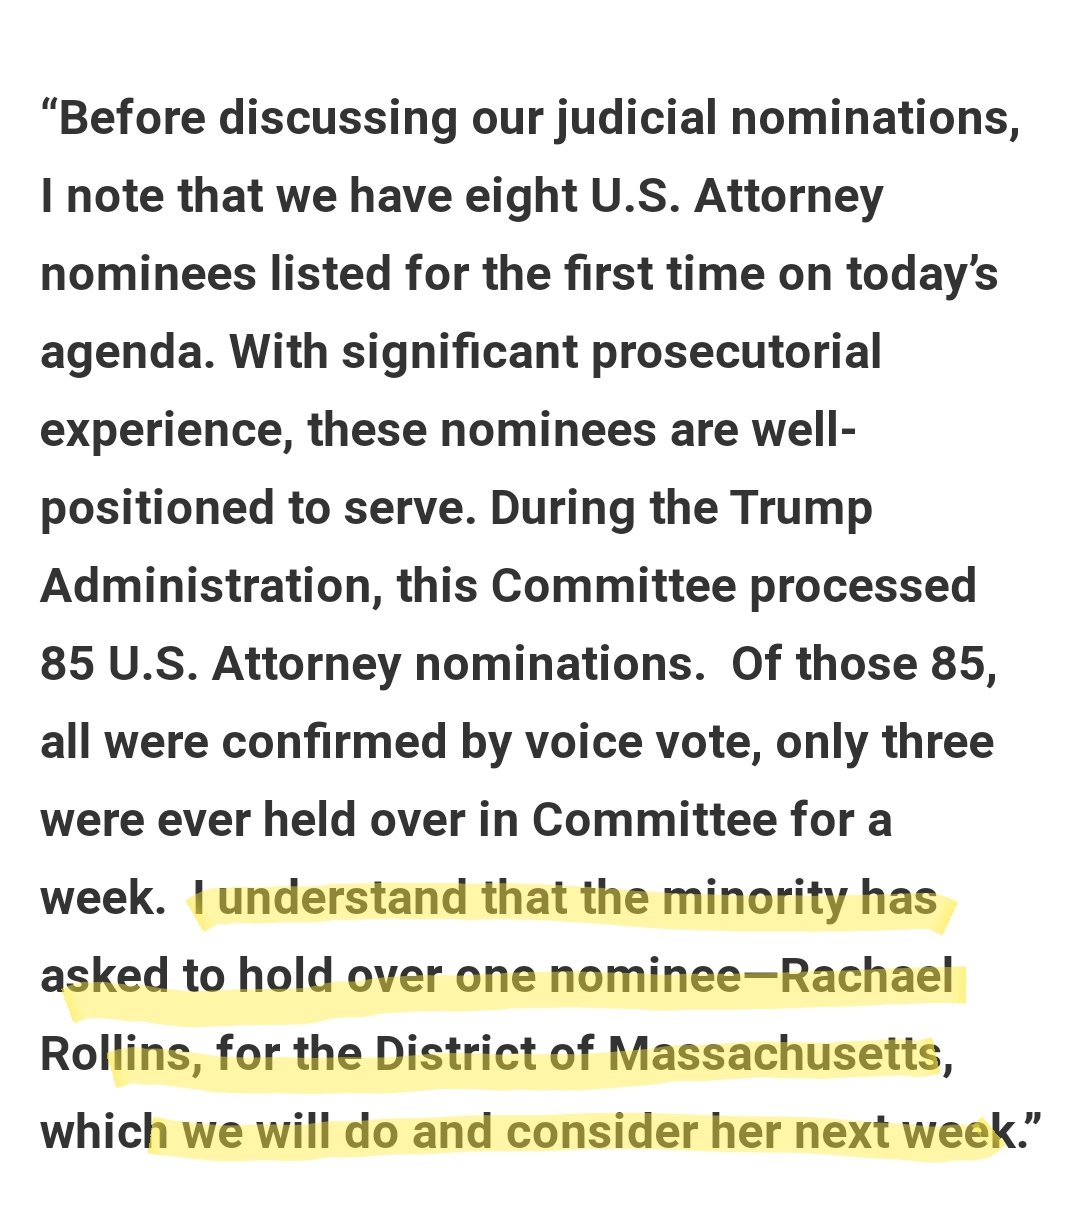 “Before discussing our judicial nominations,
I note that we have eight U.S. Attorney
nominees listed for the first time on today’s
agenda. With significant prosecutorial
experience, these nominees are well-
positioned to serve. During the Trump
Administration, this Committee processed
85 U.S. Attorney nominations.  Of those 85,
all were confirmed by voice vote, only three
were ever held over in Committee for a
week.  I understand that the minority has
asked to hold over one nominee—Rachael
Rollins, for the District of Massachusetts,
which we will do and consider her next week.”